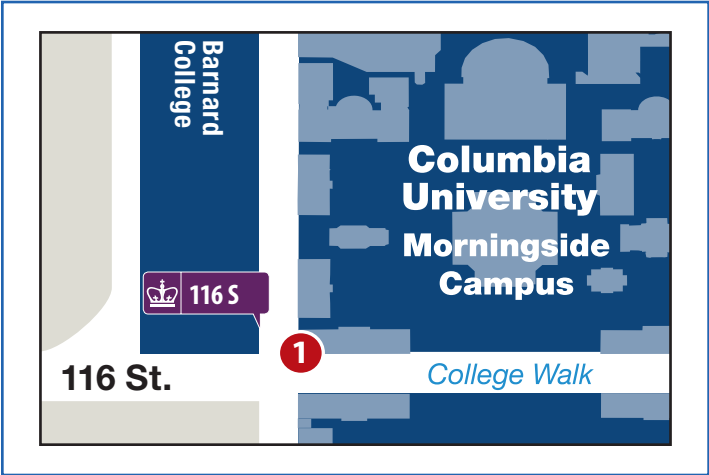 Barnard
College
Columbia
University
Morningside
Campus
116 S
1
116 St.
College Walk